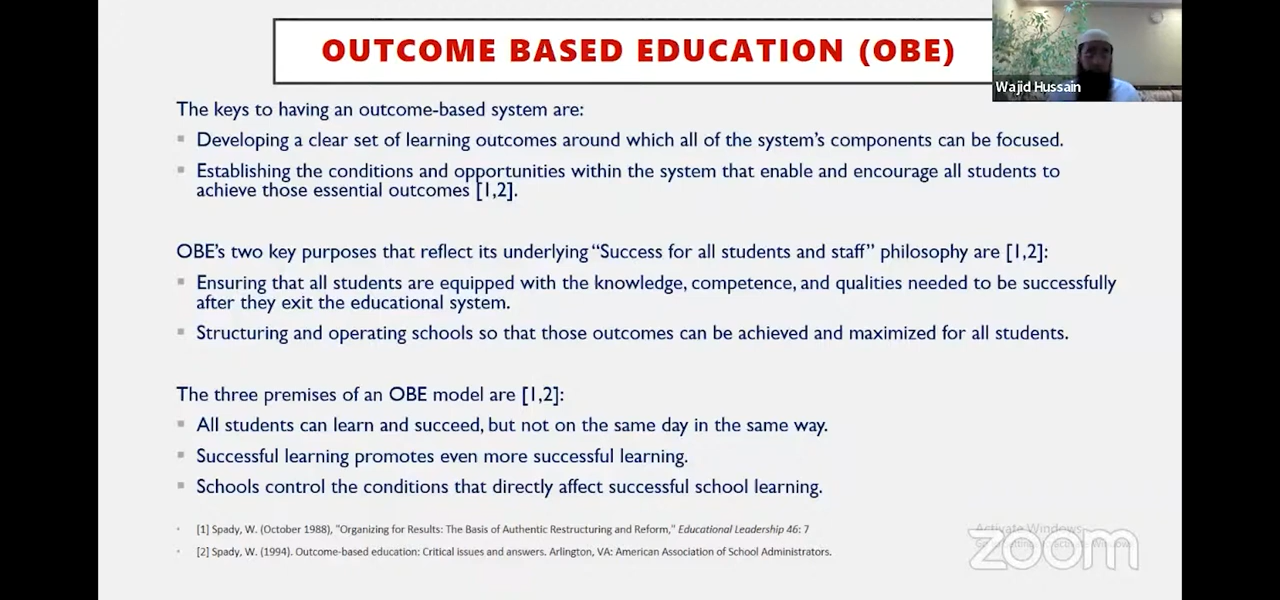 OUTCOME BASED EDUCATION (OBE)
Wajid Hussain
The keys to having an outcome-based system are:
Developing a clear set of learning outcomes around which all of the system's components can be focused.
Establishing the conditions and opportunities within the system that enable and encourage all students to
achieve those essential outcomes [1,2].
OBE's two key purposes that reflect its underlying “Success for all students and staff” philosophy are [1,2]:
Ensuring that all students are equipped with the knowledge, competence, and qualities needed to be successfully
after they exit the educational system.
Structuring and operating schools so that those outcomes can be achieved and maximized for all students.
The three premises of an OBE model are [1,2]:
All students can learn and succeed, but not on the same day in the same way.
Successful learning promotes even more successful learning.
Schools control the conditions that directly affect successful school learning.
[1] Spady, W. (October 1988), "Organizing for Results: The Basis of Authentic Restructuring and Reform," Educational Leadership 46: 7
[2] Spady, W. (1994). Outcome-based education: Critical issues and answers. Arlington, VA: American Association of School Administrators.
Activate Windows
zoom